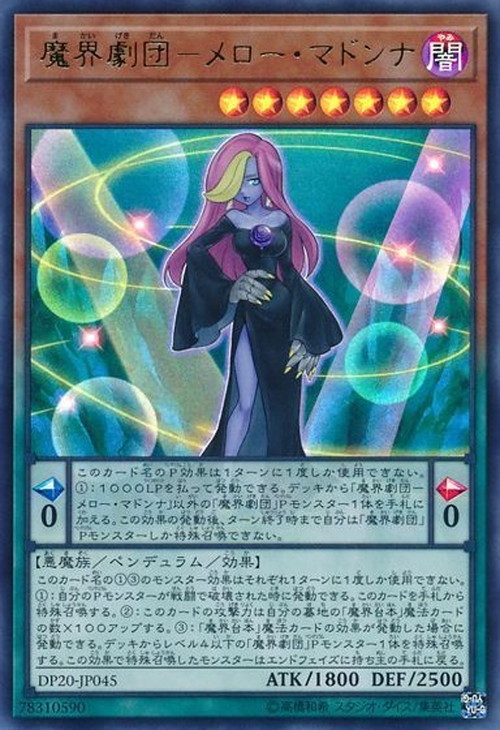 魔界劇団－メロー・マドンナ
闇
このカード名のＰ効果は１ターンに１度しか使用できない。
①：１０００LPを払って発動できる。デッキから「魔界劇団－
メロー・マドンナ」以外の「魔界劇団」Ｐモンスター１体を手札に
加える。この効果の発動後、ターン終了時まで自分は「魔界劇団」
Ｐモンスターしか特殊召喚できない。
0
0
【悪魔族／ペンデュラム／効果】
このカード名の①③のモンスター効果はそれぞれ１ターンに１度しか使用できない。
①：自分のＰモンスターが戦闘で破壊された時に発動できる。このカードを手札から
特殊召喚する。②：このカードの攻撃力は自分の墓地の「魔界台本」魔法カード
の数Ｘ１００アップする。③：「魔界台本」魔法カードの効果が発動した場合に
発動できる。デッキからレベル４以下の「魔界劇団」Ｐモンスター１体を特殊召喚
する。この効果で特殊召喚したモンスターはエンドフェイズに持ち主の手札に戻る。
DP20-JP045
ATK/1800 DEF/2500
78310590
©高橋和希 スタジオ・ダイス/集英社